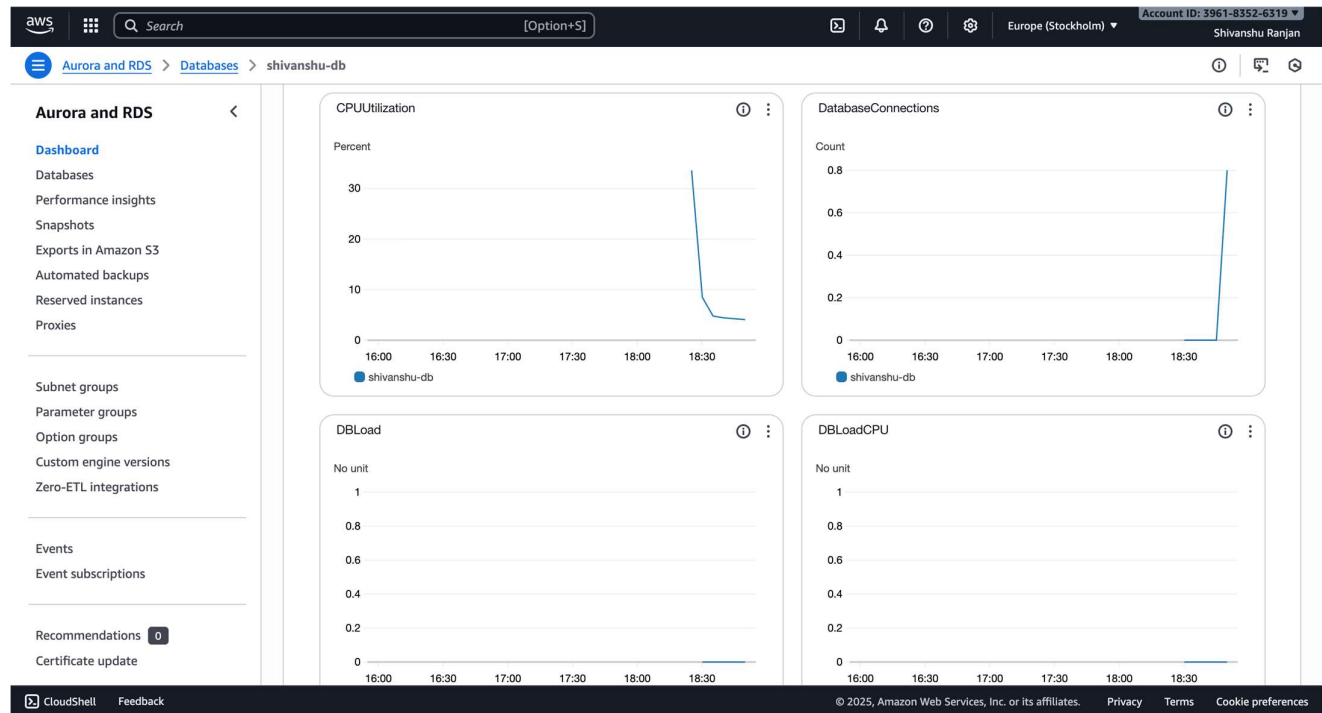 aws
Search [Option+S]
Europe (Stockholm) ▼
Account ID: 3961-8352-6319 ▼
Shivanshu Ranjan
Aurora and RDS > Databases > shivanshu-db
Aurora and RDS
Dashboard
Databases
Performance insights
Snapshots
Exports in Amazon S3
Automated backups
Reserved instances
Proxies
Subnet groups
Parameter groups
Option groups
Custom engine versions
Zero-ETL integrations
Events
Event subscriptions
Recommendations 0
Certificate update
CPUUtilization
Percent
30
20
10
0
16:00 16:30 17:00 17:30 18:00 18:30
shivanshu-db
DatabaseConnections
Count
0.8
0.6
0.4
0.2
0
16:00 16:30 17:00 17:30 18:00 18:30
shivanshu-db
DBLoad
No unit
1
0.8
0.6
0.4
0.2
0
16:00 16:30 17:00 17:30 18:00 18:30
DBLoadCPU
No unit
1
0.8
0.6
0.4
0.2
0
16:00 16:30 17:00 17:30 18:00 18:30
CloudShell Feedback
© 2025, Amazon Web Services, Inc. or its affiliates. Privacy Terms Cookie preferences